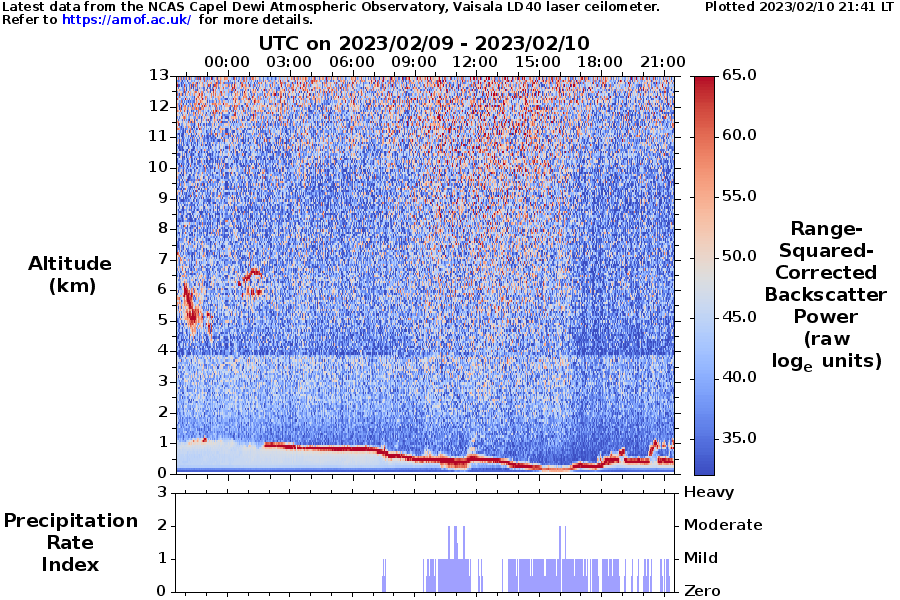 Latest data from the NCAS Capel Dewi Atmospheric Observatory, Vaisala LD40 laser ceilometer. Plotted 2023/02/10 21:41 LT
Refer to https://amof.ac.uk/ for more details.
UTC on 2023/02/09 - 2023/02/10
00:00 03:00 06:00 09:00 12:00 15:00 18:00 21:00
13
12
11
10
9
8
7
6
5
4
3
2
1
0
Altitude
(km)
65.0
60.0
55.0
50.0
45.0
40.0
35.0
Range-
Squared-
Corrected
Backscatter
Power
(raw
loge units)
3 Heavy
2 Moderate
1 Mild
0 Zero
Precipitation
Rate
Index